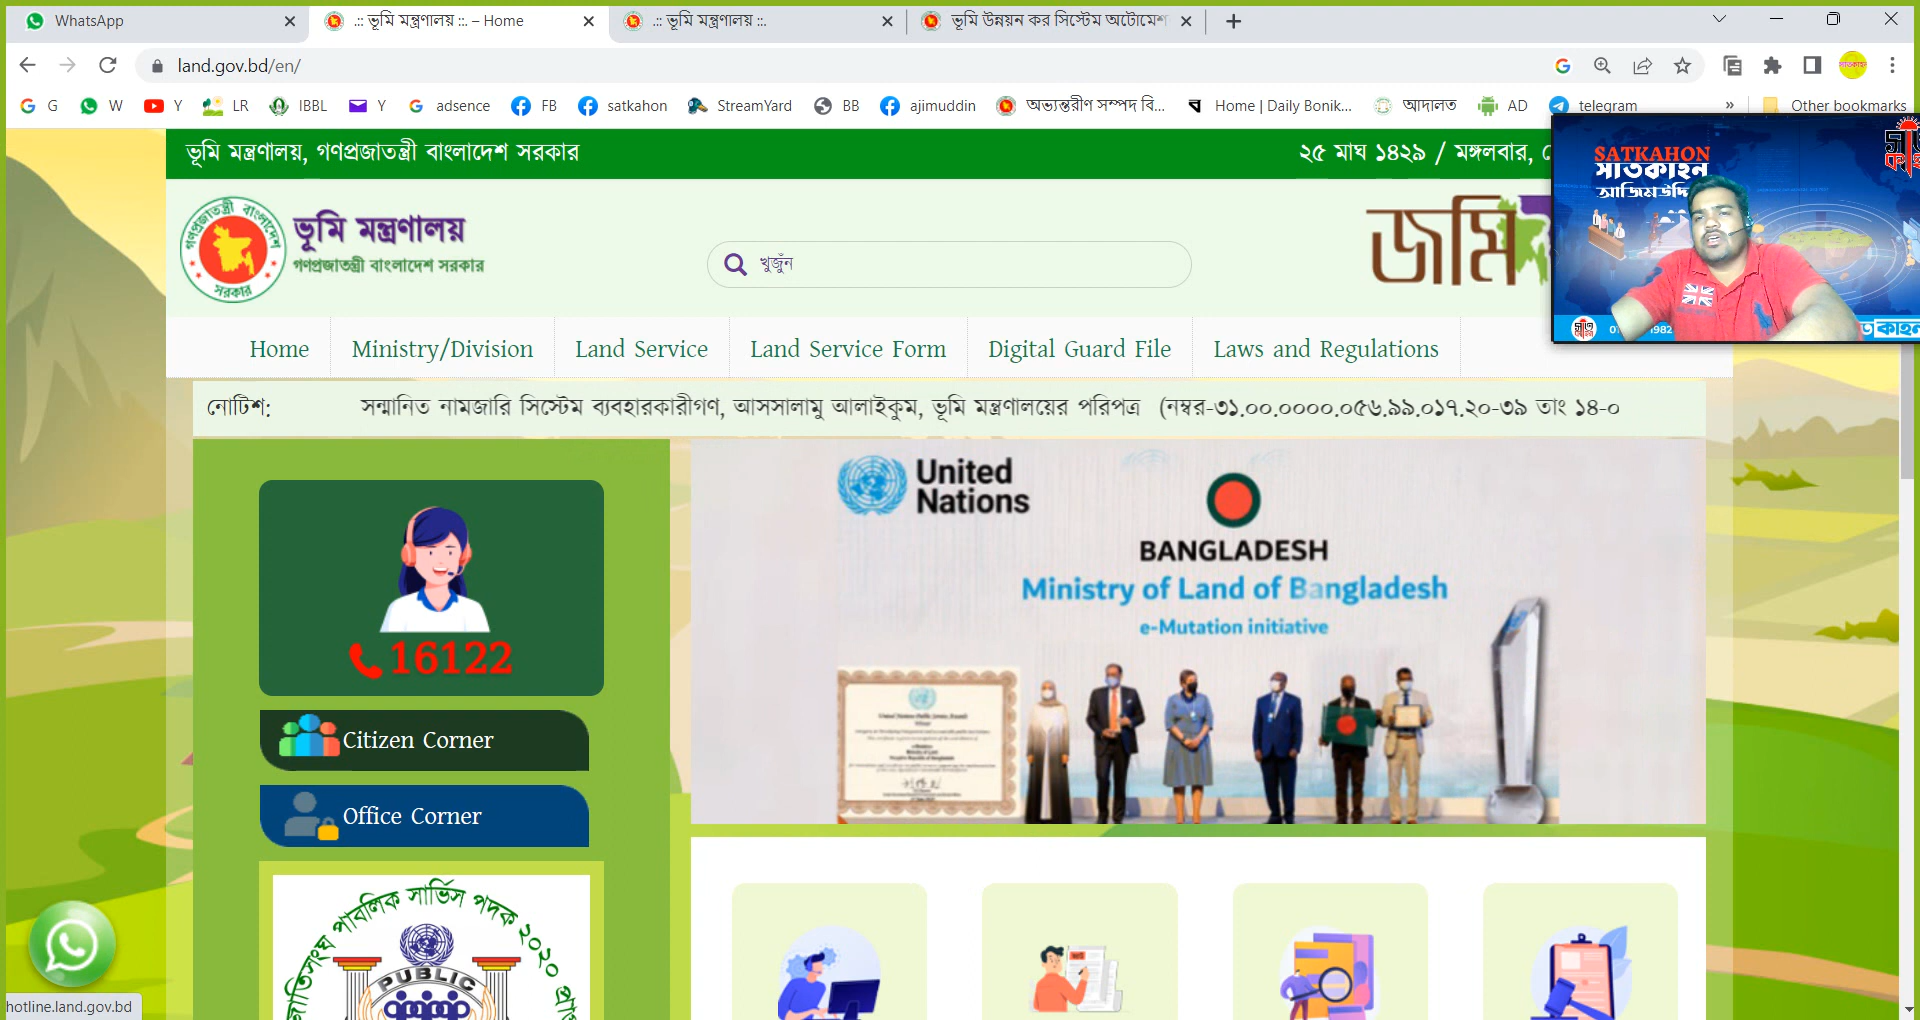 WhatsApp
.:: ভূমি মন্ত্রণালয় ::. – Home
.:: ভূমি মন্ত্রণালয় ::.
ভূমি উন্নয়ন কর সিস্টেম অটোমেশ
land.gov.bd/en/
G W Y LR IBBL Y adsence FB satkahon StreamYard BB ajimuddin অভ্যন্তরীণ সম্পদ বি... Home | Daily Bonik... আদালত AD telegram » Other bookmarks
ভূমি মন্ত্রণালয়, গণপ্রজাতন্ত্রী বাংলাদেশ সরকার
২৫ মাঘ ১৪২৯ / মঙ্গলবার,
SATKAHON
সাতকাহন
গণপ্রজাতন্ত্রী বাংলাদেশ
সরকার
ভূমি মন্ত্রণালয়
গণপ্রজাতন্ত্রী বাংলাদেশ সরকার
খুজুঁন
জমি
Home Ministry/Division Land Service Land Service Form Digital Guard File Laws and Regulations
নোটিশ: সন্মানিত নামজারি সিস্টেম ব্যবহারকারীগণ, আসসালামু আলাইকুম, ভূমি মন্ত্রণালয়ের পরিপত্র (নম্বর-৩১.০০.০০০০.০৫৬.৯৯.০১৭.২০-৩৯ তাং ১৪-০
16122
Citizen Corner
Office Corner
United
Nations
BANGLADESH
Ministry of Land of Bangladesh
e-Mutation initiative
জাতিসংঘ পাবলিক সার্ভিস পদক ২০২০
PUBLIC
hotline.land.gov.bd